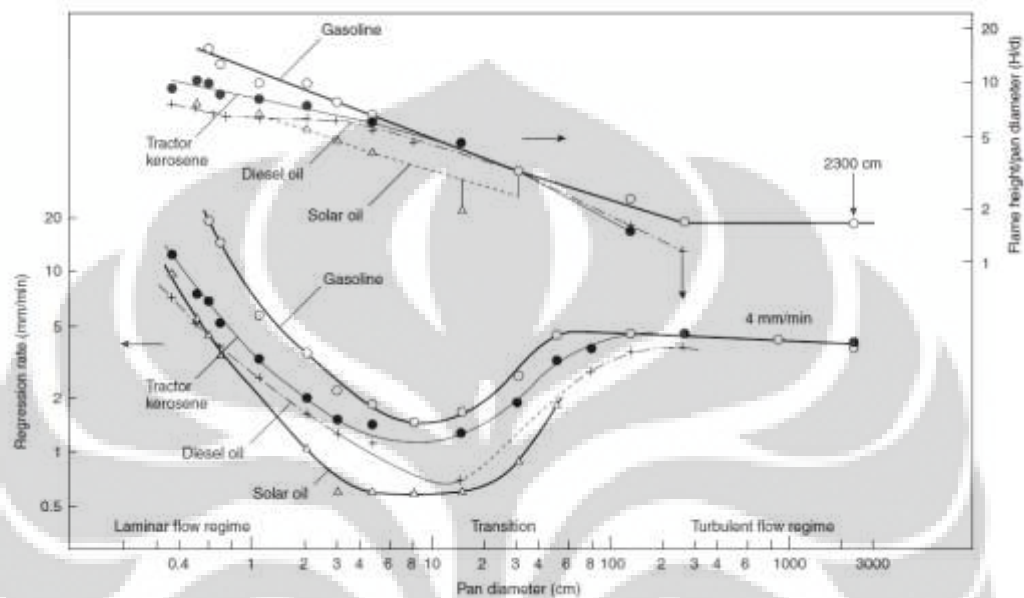 20
Gasoline
10
Tractor
kerosene
5
Diesel oil
2300 cm
Solar oil
2
1
Flame height/pan diameter (H/d)
20
10
Gasoline
5
4 mm/min
Tractor
kerosene
2
Diesel oil
1
Solar oil
0.5
Regression rate (mm/min)
Laminar flow regime Transition Turbulent flow regime
0.4 1 2 3 4 6 8 10 2 3 4 6 8 100 2 3 4 6 1000 3000
Pan diameter (cm)